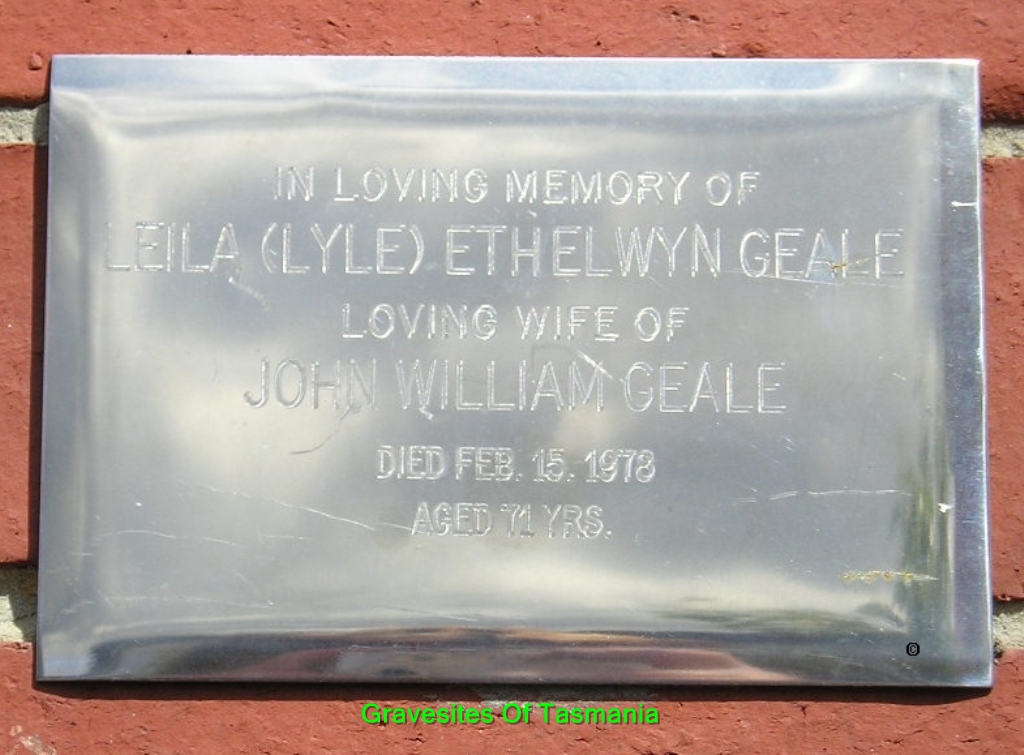 IN LOVING MEMORY OF
LEILA (LYLE) ETHELWYN GEALE
LOVING WIFE OF
JOHN WILLIAM GEALE
DIED FEB. 15. 1978
AGED 71 YRS.
©
Gravesites Of Tasmania